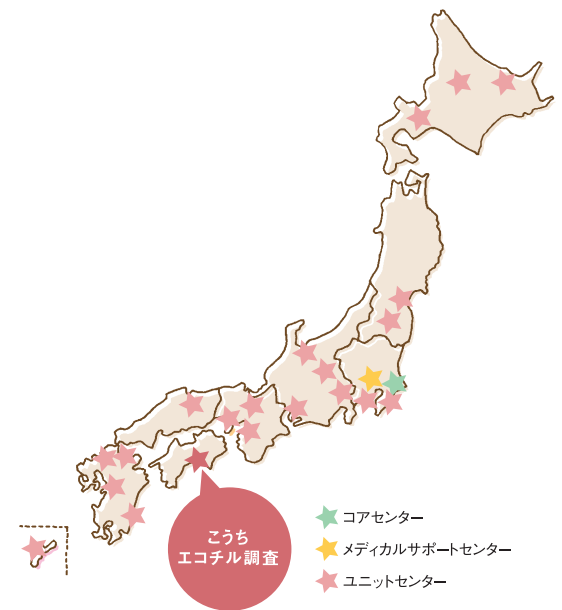 こうち
エコチル調査
コアセンター
メディカルサポートセンター
ユニットセンター